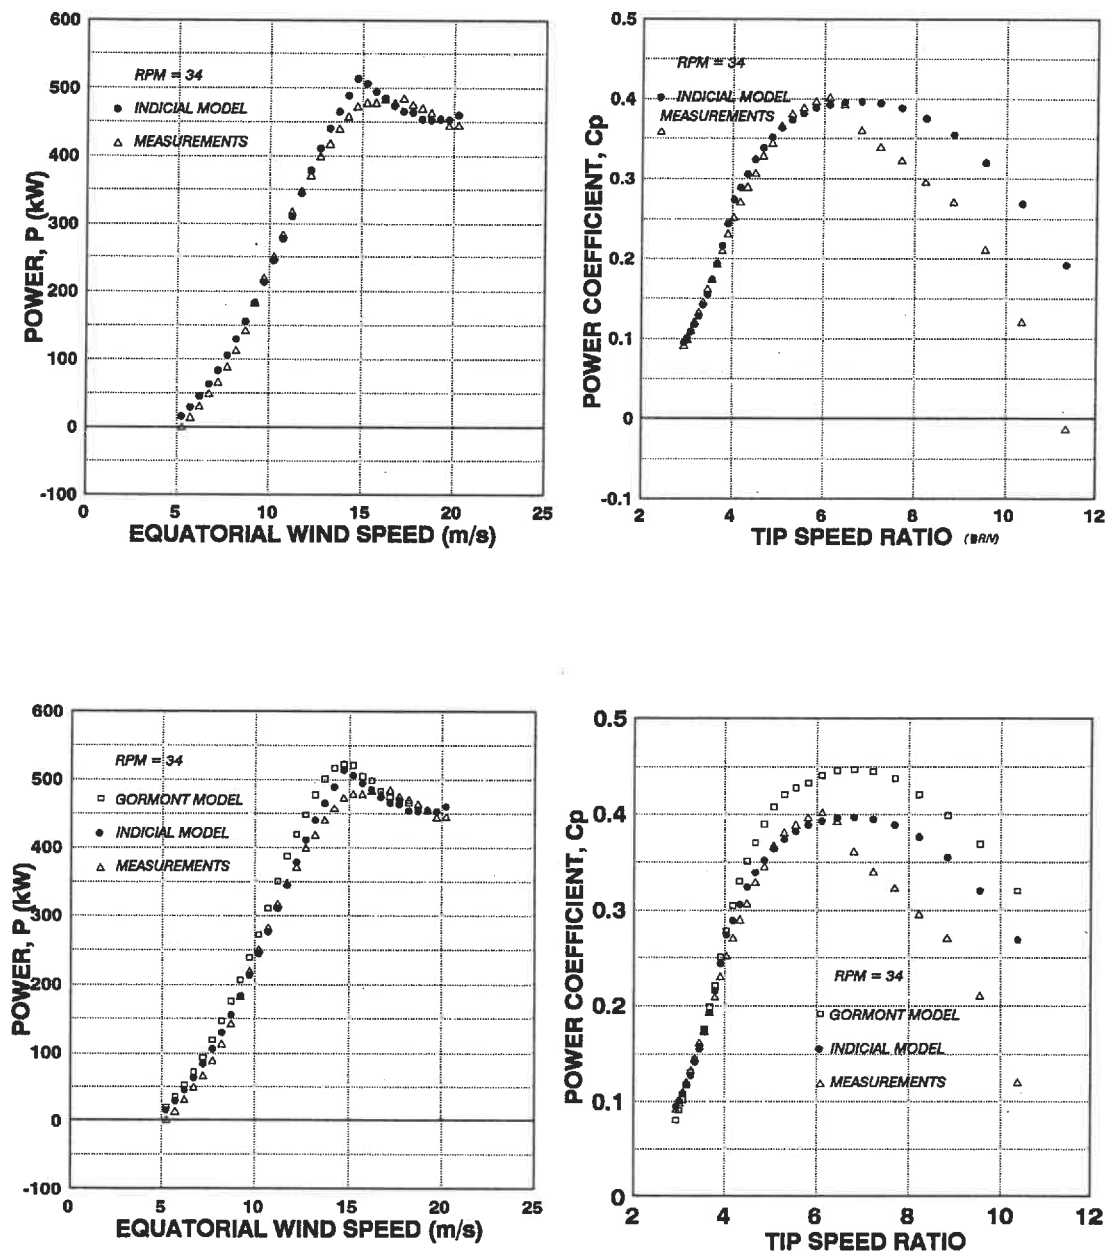 600
500
400
300
200
100
0
-100
POWER, P (kW)
RPM = 34
INDICIAL MODEL
MEASUREMENTS
0
5
10
15
20
25
EQUATORIAL WIND SPEED (m/s)
0.5
0.4
0.3
0.2
0.1
0
-0.1
POWER COEFFICIENT, Cp
RPM = 34
INDICIAL MODEL
MEASUREMENTS
2
4
6
8
10
12
TIP SPEED RATIO
600
500
400
300
200
100
0
-100
POWER, P (kW)
RPM = 34
GORMONT MODEL
INDICIAL MODEL
MEASUREMENTS
0
5
10
15
20
25
EQUATORIAL WIND SPEED (m/s)
0.5
0.4
0.3
0.2
0.1
0
POWER COEFFICIENT, Cp
RPM = 34
GORMONT MODEL
INDICIAL MODEL
MEASUREMENTS
2
4
6
8
10
12
TIP SPEED RATIO